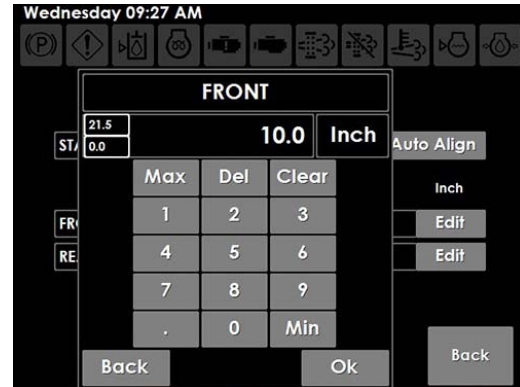 Wednesday 09:27 AM
FRONT
21.5
0.0
10.0 Inch
Auto Align
Max Del Clear
Inch
1 2 3
Edit
4 5 6
Edit
7 8 9
. 0 Min
Back Ok
Back